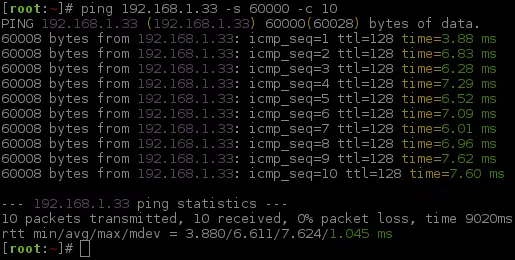 [root:~]# ping 192.168.1.33 -s 60000 -c 10
PING 192.168.1.33 (192.168.1.33) 60000(60028) bytes of data.
60008 bytes from 192.168.1.33: icmp_seq=1 ttl=128 time=3.88 ms
60008 bytes from 192.168.1.33: icmp_seq=2 ttl=128 time=6.83 ms
60008 bytes from 192.168.1.33: icmp_seq=3 ttl=128 time=6.28 ms
60008 bytes from 192.168.1.33: icmp_seq=4 ttl=128 time=7.29 ms
60008 bytes from 192.168.1.33: icmp_seq=5 ttl=128 time=6.52 ms
60008 bytes from 192.168.1.33: icmp_seq=6 ttl=128 time=7.09 ms
60008 bytes from 192.168.1.33: icmp_seq=7 ttl=128 time=6.01 ms
60008 bytes from 192.168.1.33: icmp_seq=8 ttl=128 time=6.96 ms
60008 bytes from 192.168.1.33: icmp_seq=9 ttl=128 time=7.62 ms
60008 bytes from 192.168.1.33: icmp_seq=10 ttl=128 time=7.60 ms
--- 192.168.1.33 ping statistics ---
10 packets transmitted, 10 received, 0% packet loss, time 9020ms
rtt min/avg/max/mdev = 3.880/6.611/7.624/1.045 ms
[root:~]#